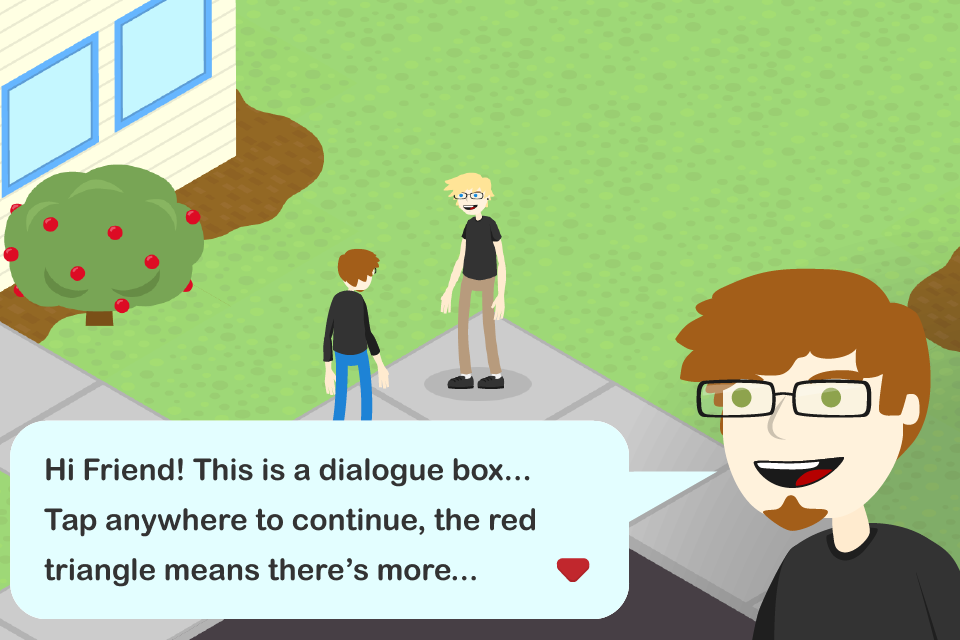 Hi Friend! This is a dialogue box...
Tap anywhere to continue, the red
triangle means there’s more...